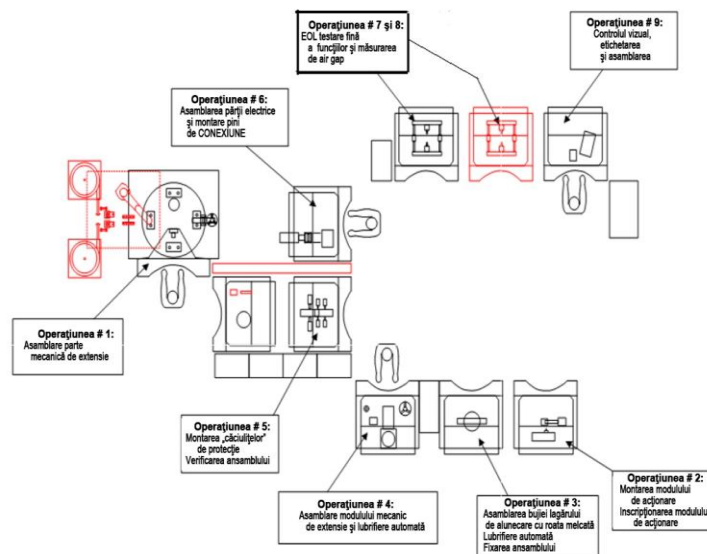 Operaţiunea # 7 şi 8:
EOL testare fină
a funcţiilor şi măsurarea
de air gap
Operaţiunea # 9:
Controlul vizual,
etichetarea
şi asamblarea
Operaţiunea # 6:
Asamblarea părţii electrice
şi montare pini
de CONEXIUNE
Operaţiunea # 1:
Asamblare parte
mecanică de extensie
Operaţiunea # 5:
Montarea „căciuliţelor”
de protecţie
Verificarea ansamblului
Operaţiunea # 4:
Asamblare modulului mecanic
de extensie şi lubrifiere automată
Operaţiunea # 3:
Asamblarea bujiei lagărului
de alunecare cu roata melcată
Lubrifiere automată
Fixarea ansamblului
Operaţiunea # 2:
Montarea modulului
de acţionare
Inscripţionarea modulului
de acţionare